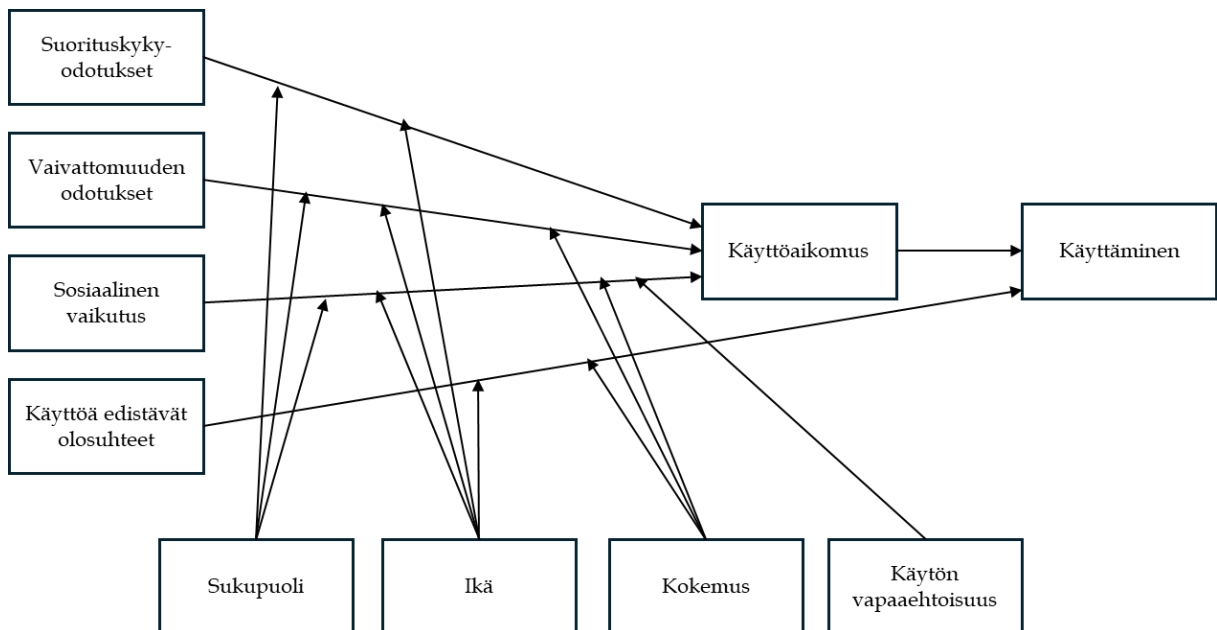 Suorituskyky-
odotukset
Vaivattomuuden
odotukset
Sosiaalinen
vaikutus
Käyttöä edistävät
olosuhteet
Käyttöaikomus
Käyttäminen
Sukupuoli
Ikä
Kokemus
Käytön
vapaaehtoisuus